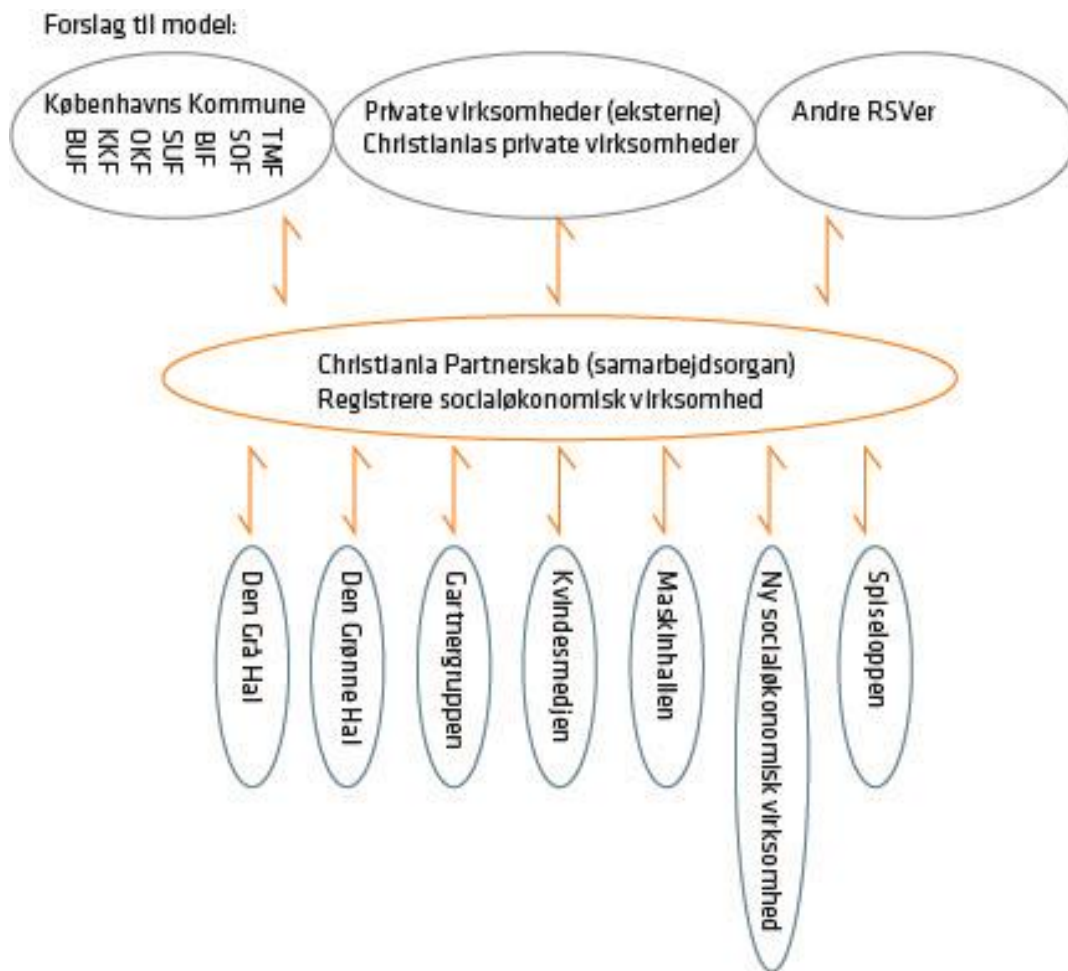 Forslag til model:
Københavns Kommune
BUF
KKF
OKF
SUF
BIF
SOF
TMF
Private virksomheder (eksterne)
Christianias private virksomheder
Andre RSVer
Christiania Partnerskab (samarbejdsorgan)
Registrere socialøkonomisk virksomhed
Den Grå Hal
Den Grønne Hal
Gartnergruppen
Kvindesmedjen
Maskinhallen
Ny socialøkonomisk virksomhed
Spiseloppen